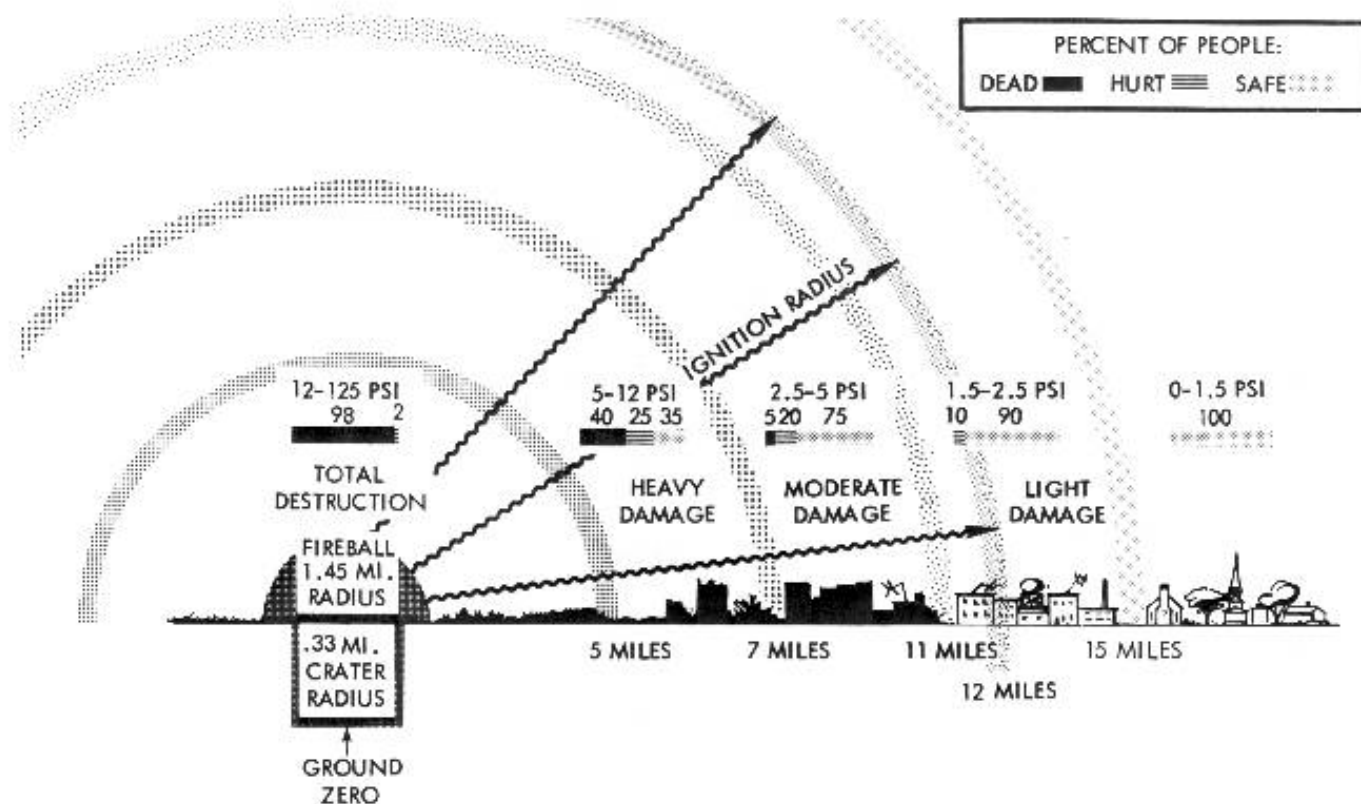 PERCENT OF PEOPLE:
DEAD HURT SAFE
IGNITION RADIUS
12-125 PSI
98 2
5-12 PSI
40 25 35
2.5-5 PSI
5 20 75
1.5-2.5 PSI
10 90
0-1.5 PSI
100
TOTAL
DESTRUCTION
HEAVY
DAMAGE
MODERATE
DAMAGE
LIGHT
DAMAGE
FIREBALL
1.45 MI.
RADIUS
.33 MI.
CRATER
RADIUS
5 MILES
7 MILES
11 MILES
15 MILES
12 MILES
GROUND
ZERO